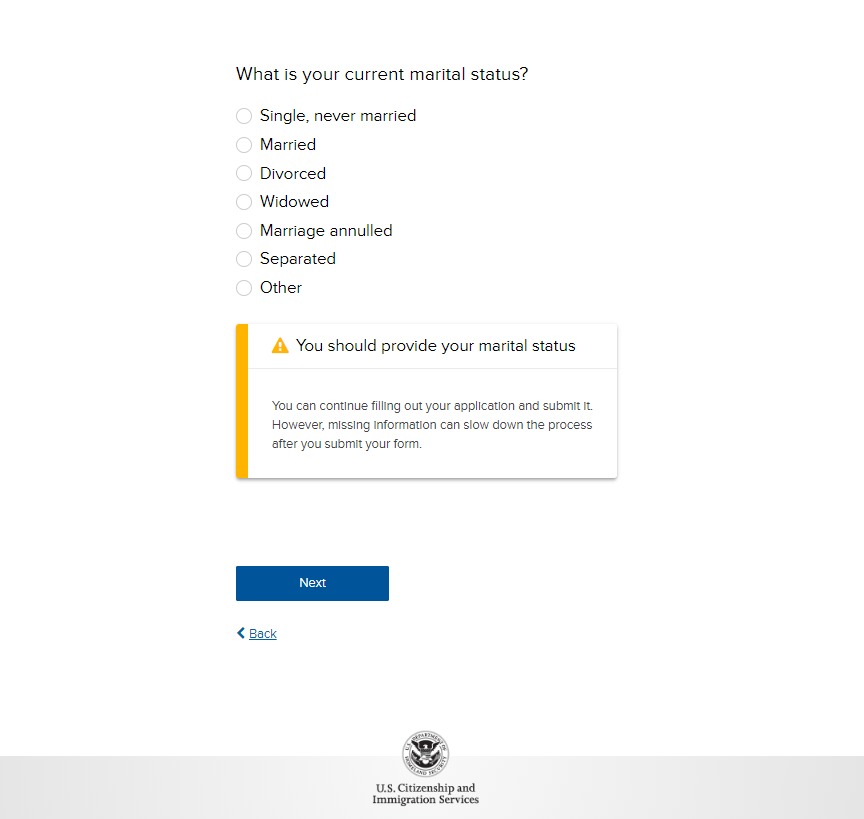 What is your current marital status?
Single, never married
Married
Divorced
Widowed
Marriage annulled
Separated
Other
You should provide your marital status
You can continue filling out your application and submit it.
However, missing information can slow down the process
after you submit your form.
Next
Back
U.S. Citizenship and
Immigration Services